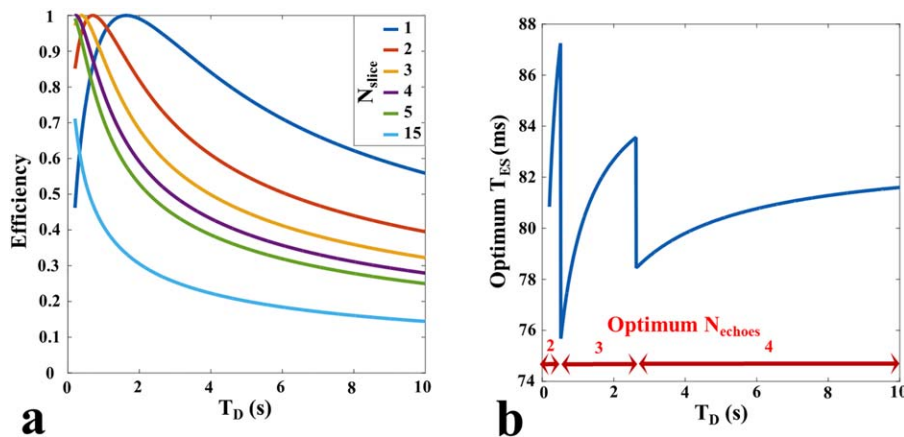 1
0.9
0.8
0.7
0.6
0.5
0.4
0.3
0.2
0.1
0
Efficiency
0 2 4 6 8 10
T_D (s)
N_slice
1
2
3
4
5
15
a
88
86
84
82
80
78
76
74
Optimum T_ES (ms)
Optimum N_echoes
2 3 4
0 2 4 6 8 10
T_D (s)
b